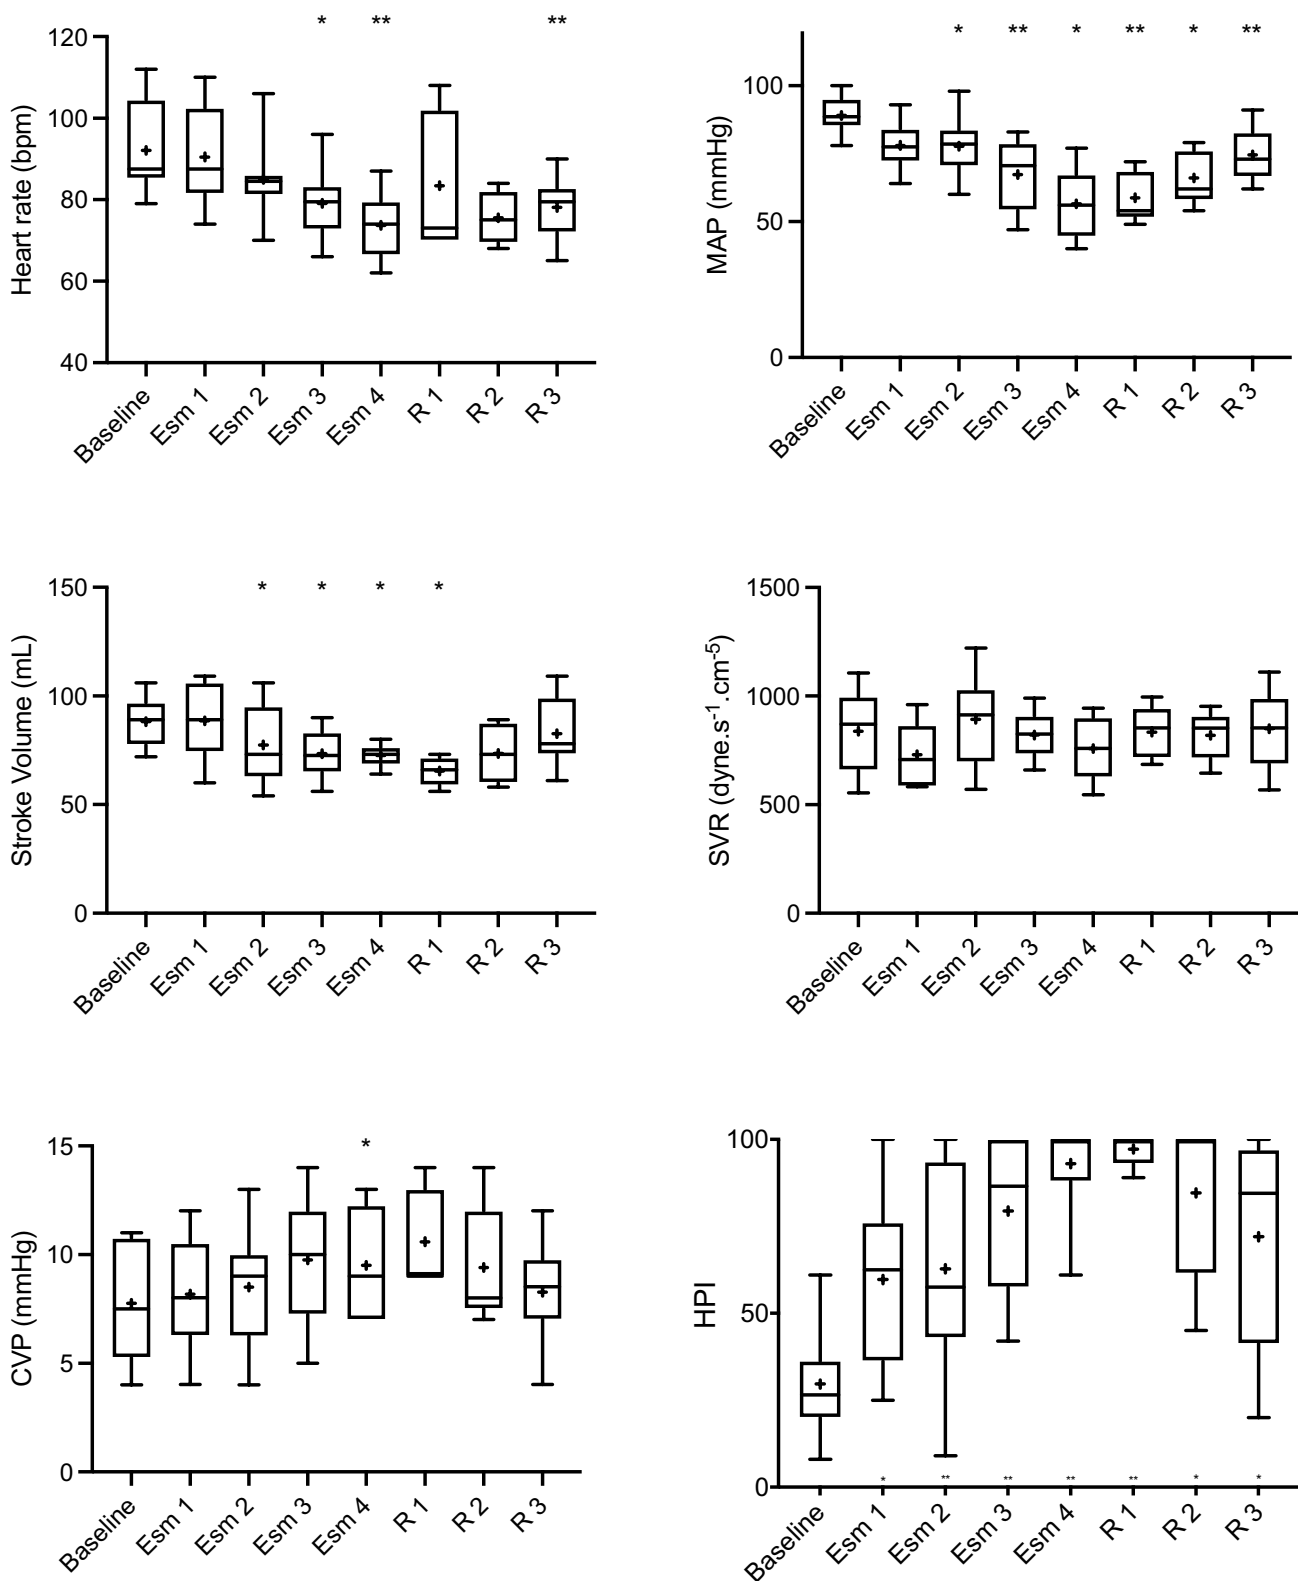 * ** **
120
100
80
60
40
Heart rate (bpm)
Baseline Esm 1 Esm 2 Esm 3 Esm 4 R 1 R 2 R 3
* ** * ** * **
100
50
0
MAP (mmHg)
Baseline Esm 1 Esm 2 Esm 3 Esm 4 R 1 R 2 R 3
* * * *
150
100
50
0
Stroke Volume (mL)
Baseline Esm 1 Esm 2 Esm 3 Esm 4 R 1 R 2 R 3
1500
1000
500
0
SVR (dyne.s⁻¹.cm⁻⁵)
Baseline Esm 1 Esm 2 Esm 3 Esm 4 R 1 R 2 R 3
*
15
10
5
0
CVP (mmHg)
Baseline Esm 1 Esm 2 Esm 3 Esm 4 R 1 R 2 R 3
100
50
0
HPI
* ** ** ** ** * *
Baseline Esm 1 Esm 2 Esm 3 Esm 4 R 1 R 2 R 3